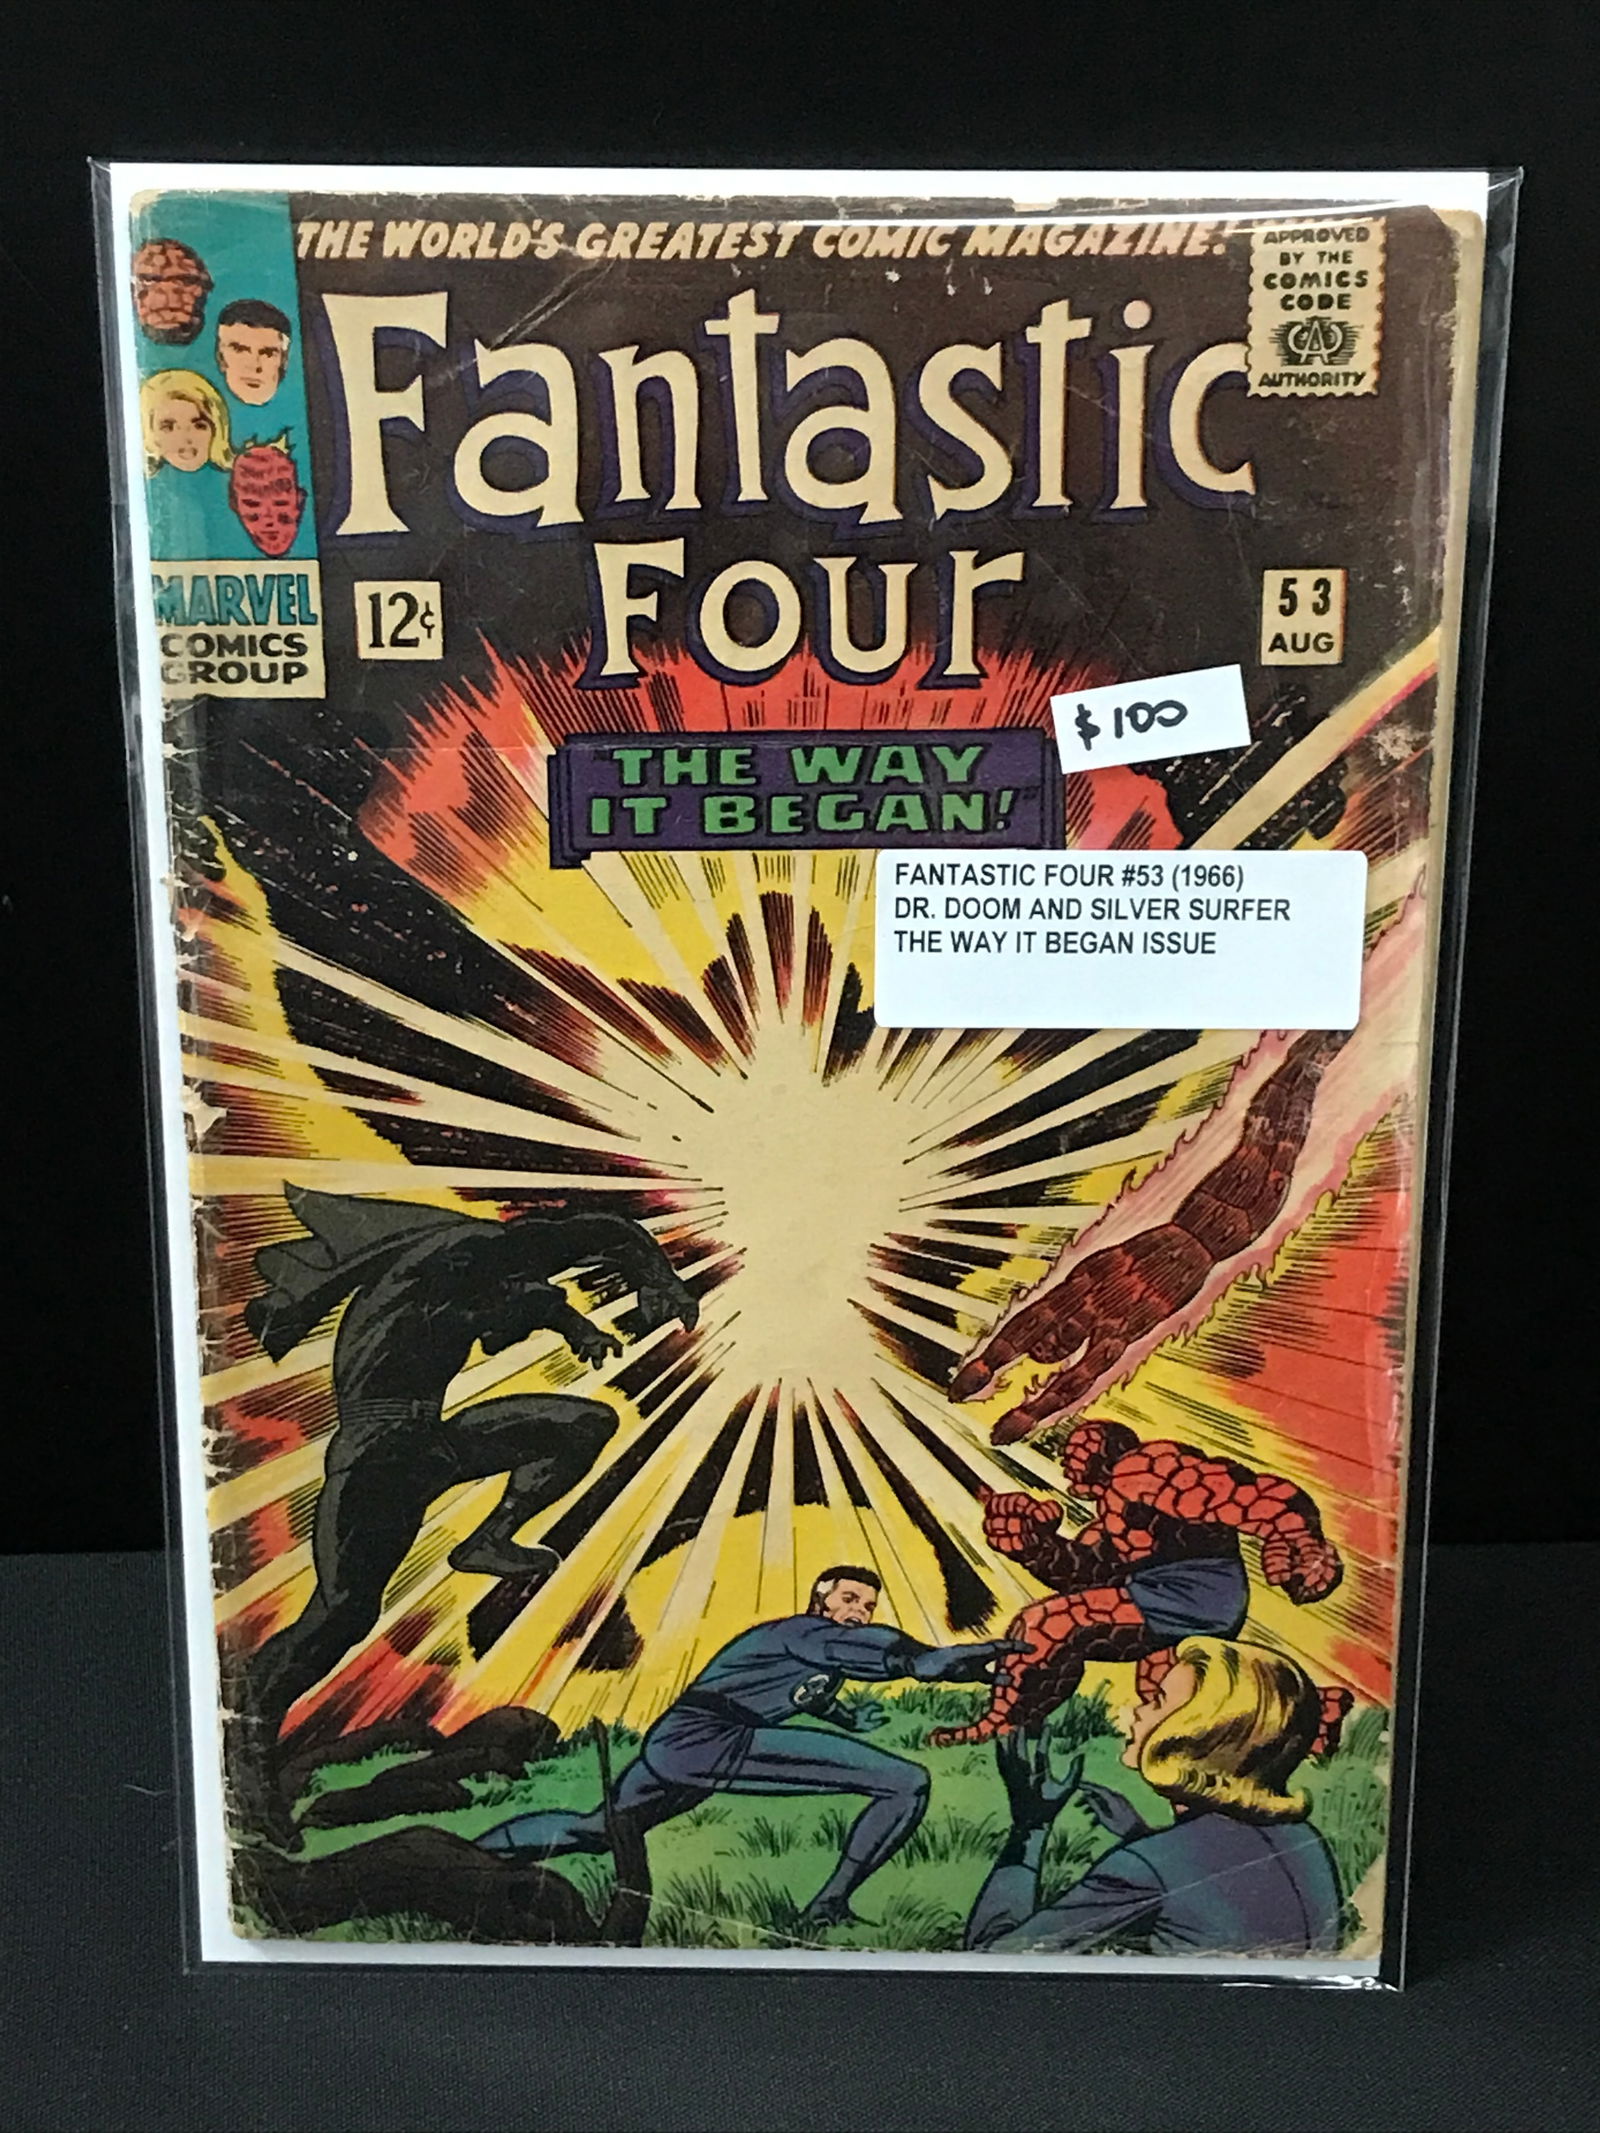 THE WORLD'S GREATEST COMIC MAGAZINE!
APPROVED
BY THE
COMICS
CODE
CA
AUTHORITY
Fantastic
Four
MARVEL
COMICS
GROUP
12¢
53
AUG
$100
"THE WAY
IT BEGAN!"
FANTASTIC FOUR #53 (1966)
DR. DOOM AND SILVER SURFER
THE WAY IT BEGAN ISSUE
4